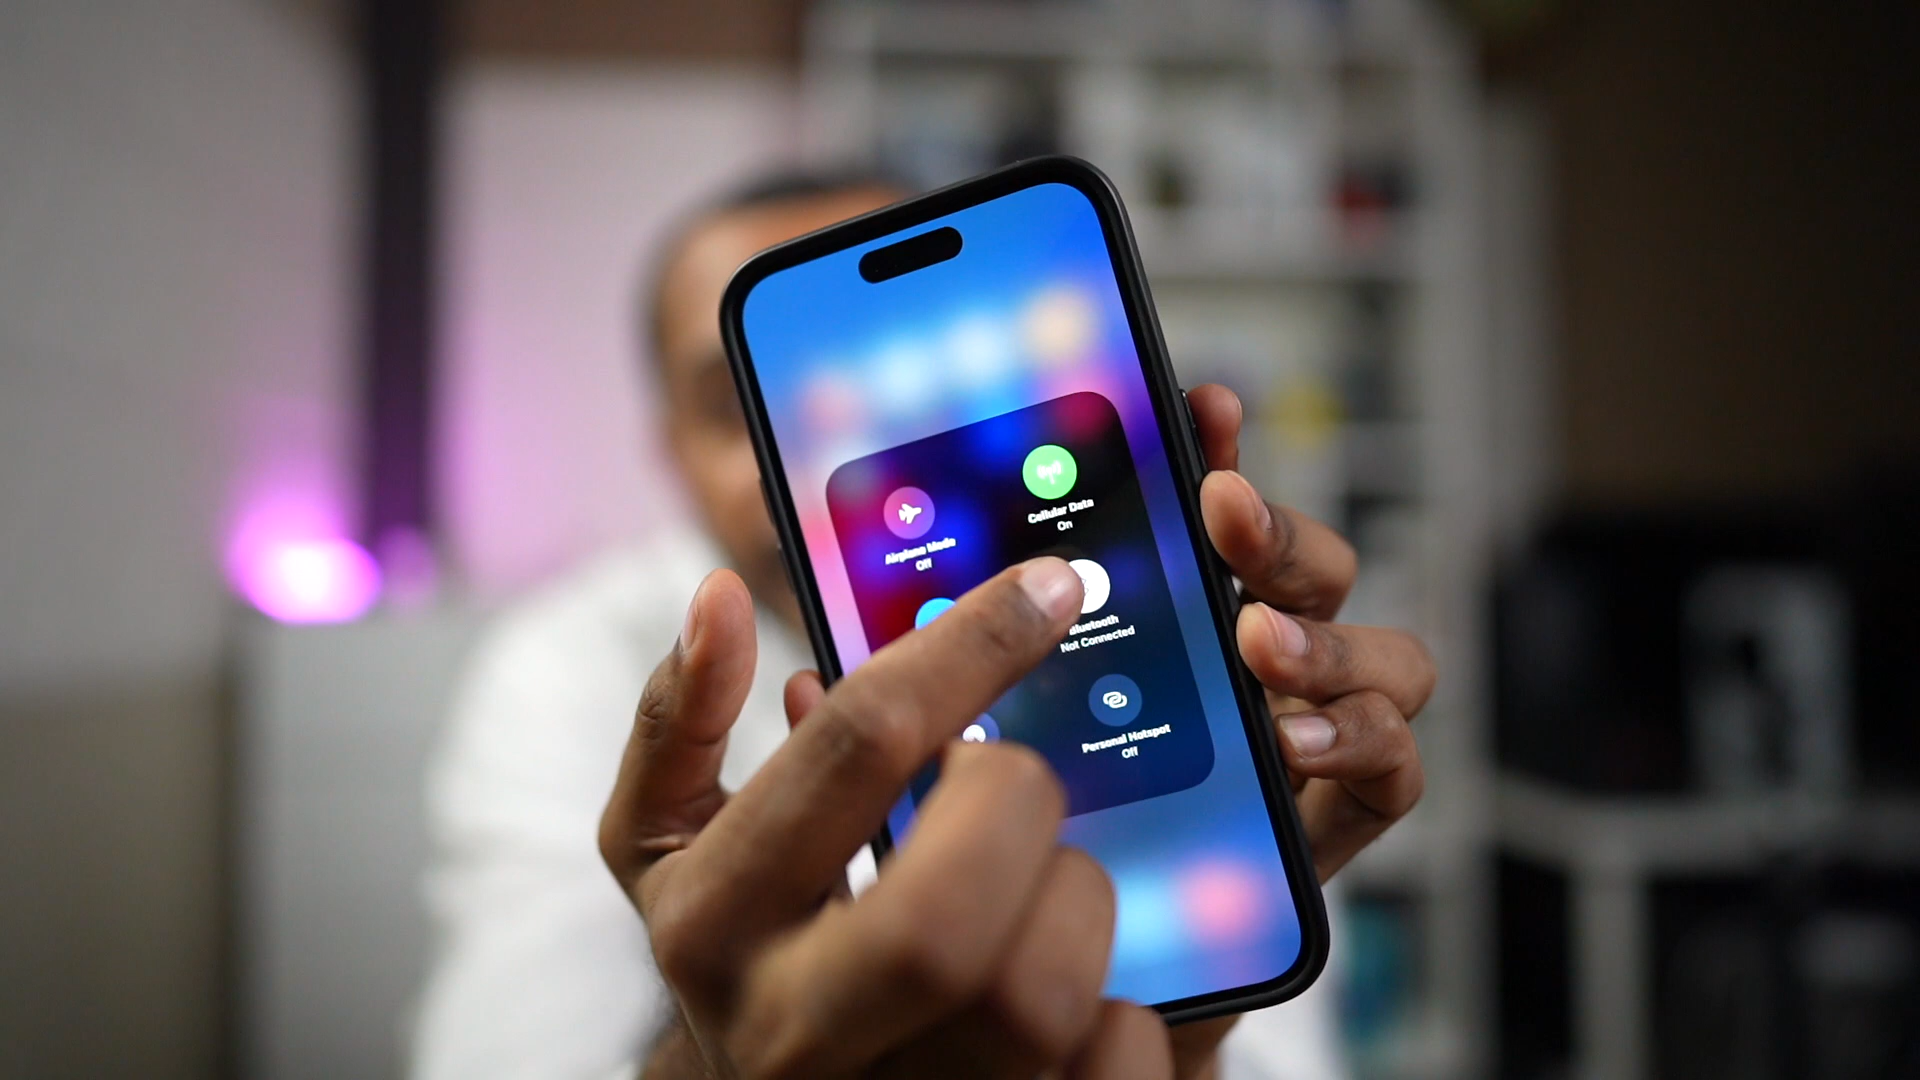 Airplane Mode
Off
Cellular Data
On
Bluetooth
Not Connected
Personal Hotspot
Off